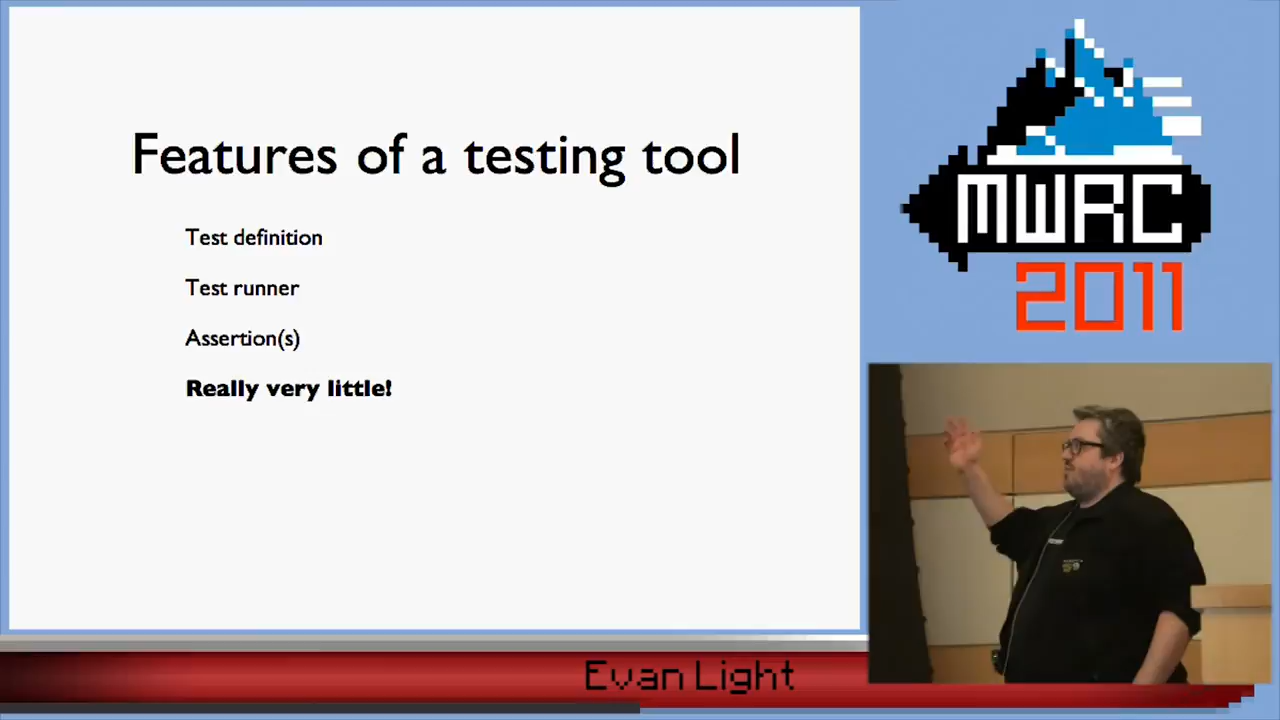 Features of a testing tool
Test definition
Test runner
Assertion(s)
Really very little!
MWRC
2011
Evan Light